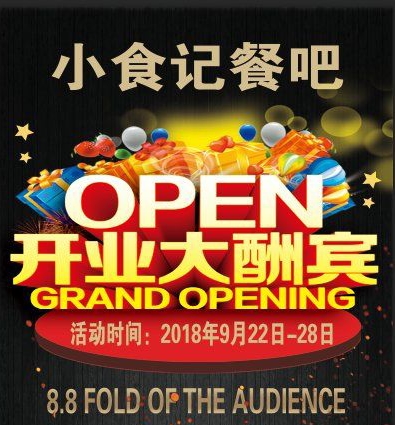 小食记餐吧
OPEN
开业大酬宾
GRAND OPENING
活动时间：2018年9月22日-28日
8.8 FOLD OF THE AUDIENCE